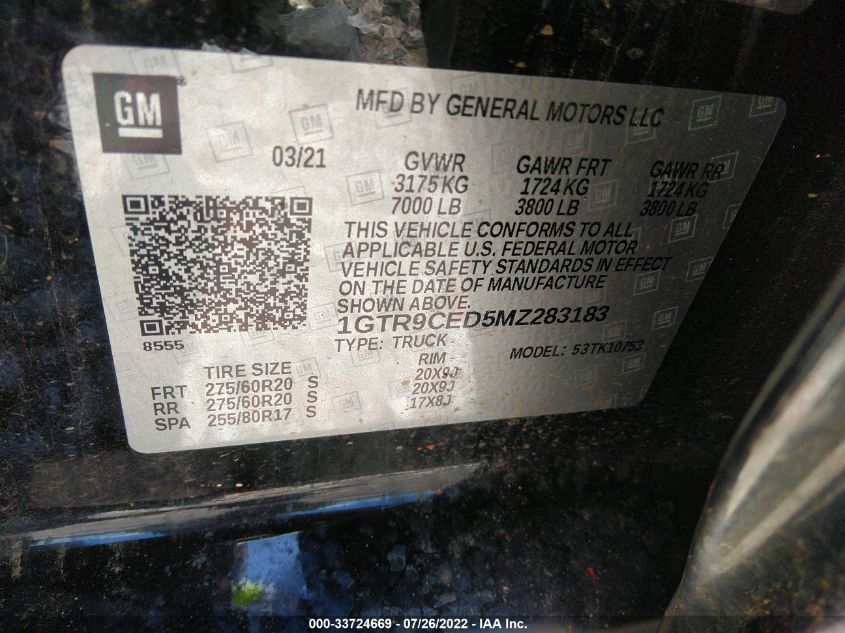 GM
MFD BY GENERAL MOTORS LLC
03/21 GVWR GAWR FRT GAWR RR
3175 KG 1724 KG 1724 KG
7000 LB 3800 LB 3800 LB
THIS VEHICLE CONFORMS TO ALL
APPLICABLE U.S. FEDERAL MOTOR
VEHICLE SAFETY STANDARDS IN EFFECT
ON THE DATE OF MANUFACTURE
SHOWN ABOVE.
1GTR9CED5MZ283183
8555
TYPE: TRUCK MODEL: 53TK10753
TIRE SIZE RIM
FRT 275/60R20 S 20X9J
RR 275/60R20 S 20X9J
SPA 255/80R17 S 17X8J
000-33724669 - 07/26/2022 - IAA Inc.